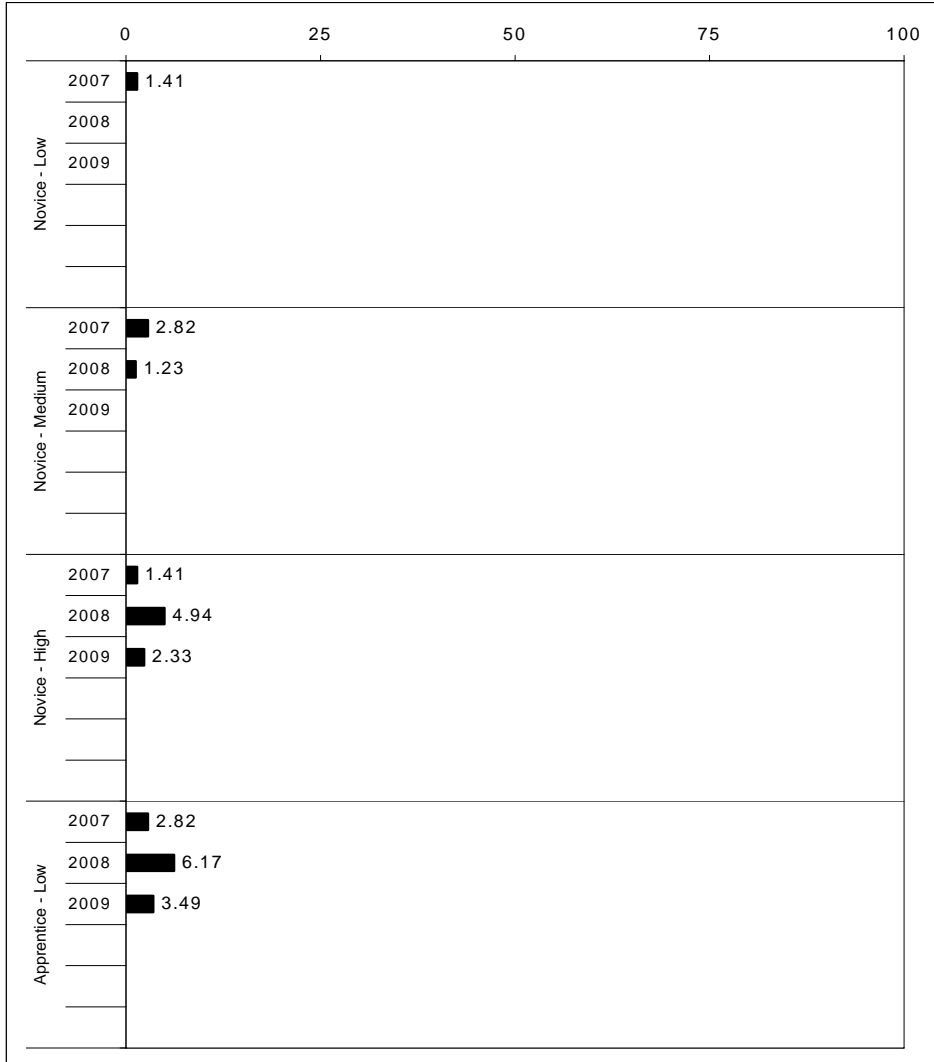 0 25 50 75 100
Novice - Low
2007 1.41
2008
2009
Novice - Medium
2007 2.82
2008 1.23
2009
Novice - High
2007 1.41
2008 4.94
2009 2.33
Apprentice - Low
2007 2.82
2008 6.17
2009 3.49